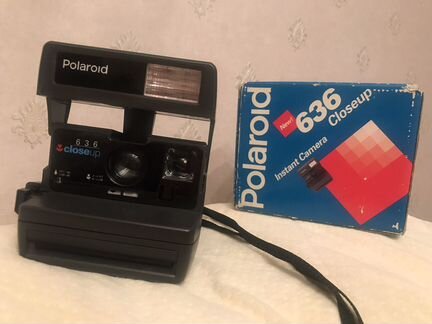 Polaroid
636
closeup
Polaroid
New!
636
Closeup
Instant Camera